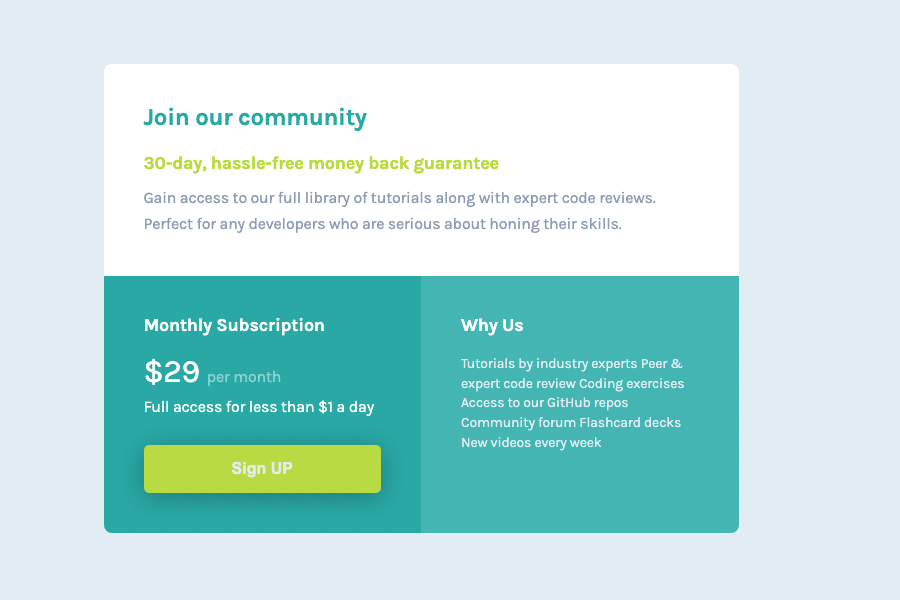 Join our community
30-day, hassle-free money back guarantee
Gain access to our full library of tutorials along with expert code reviews.
Perfect for any developers who are serious about honing their skills.
Monthly Subscription
$29 per month
Full access for less than $1 a day
Sign UP
Why Us
Tutorials by industry experts Peer &
expert code review Coding exercises
Access to our GitHub repos
Community forum Flashcard decks
New videos every week